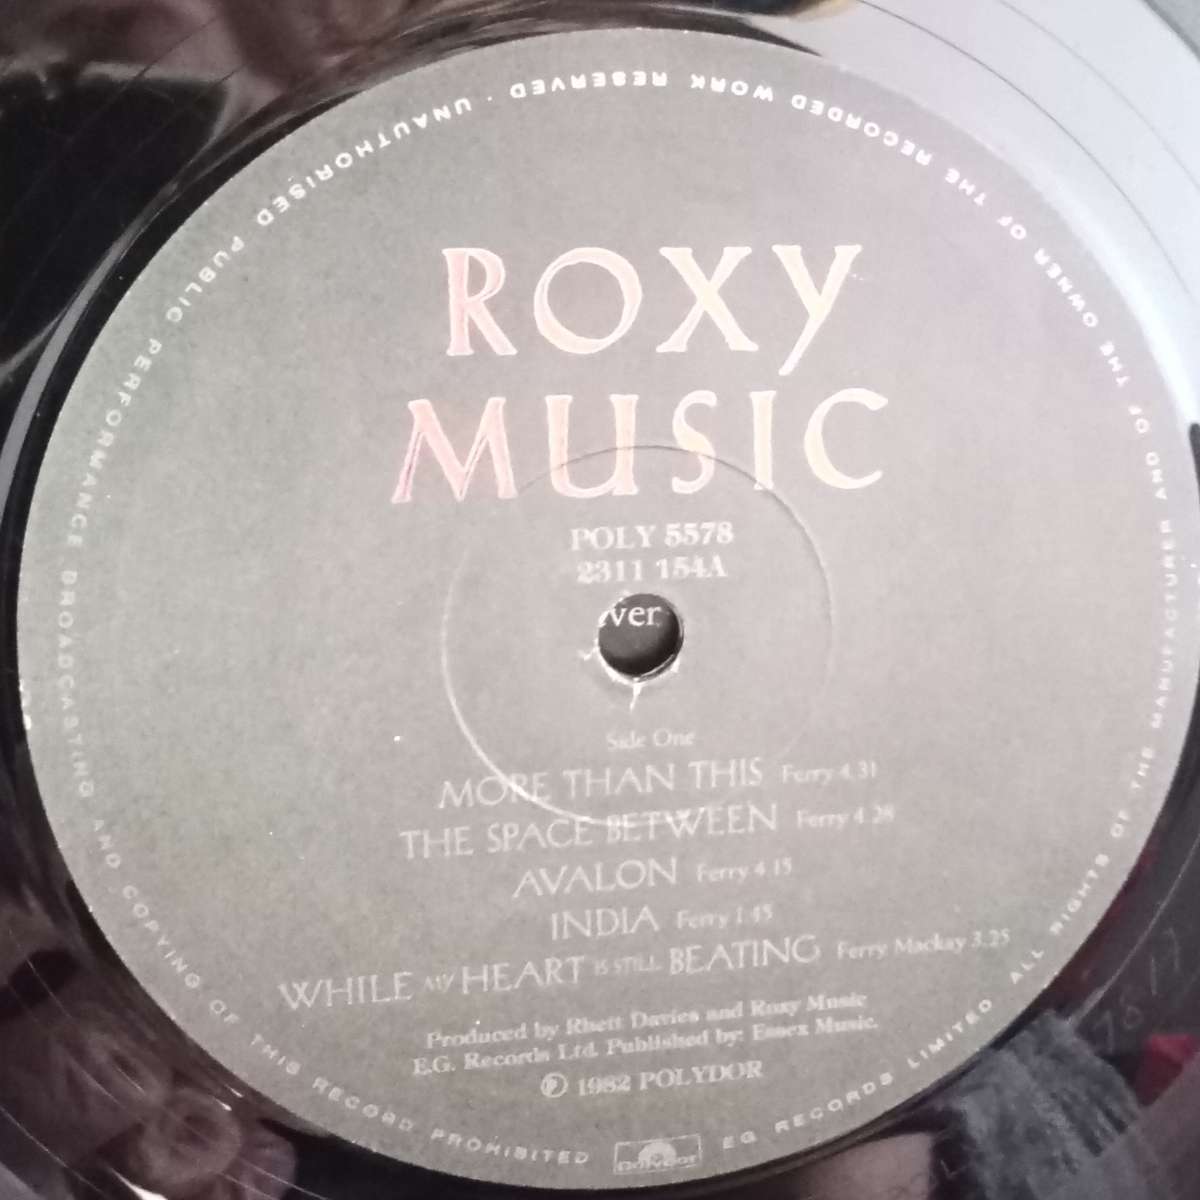 ROXY
MUSIC
POLY 5578
2311 154A
ver
Side One
MORE THAN THIS Ferry 4.31
THE SPACE BETWEEN Ferry 4.28
AVALON Ferry 4.15
INDIA Ferry 1.45
WHILE MY HEART IS STILL BEATING Ferry Mackay 3.25
Produced by Rhett Davies and Roxy Music
E.G. Records Ltd. Published by: Essex Music.
℗ 1982 POLYDOR
polydor
EG RECORDS LIMITED ALL RIGHTS OF THE MANUFACTURER AND OF THE OWNER OF THE RECORDED WORK RESERVED · UNAUTHORISED PUBLIC PERFORMANCE BROADCASTING AND COPYING OF THIS RECORD PROHIBITED